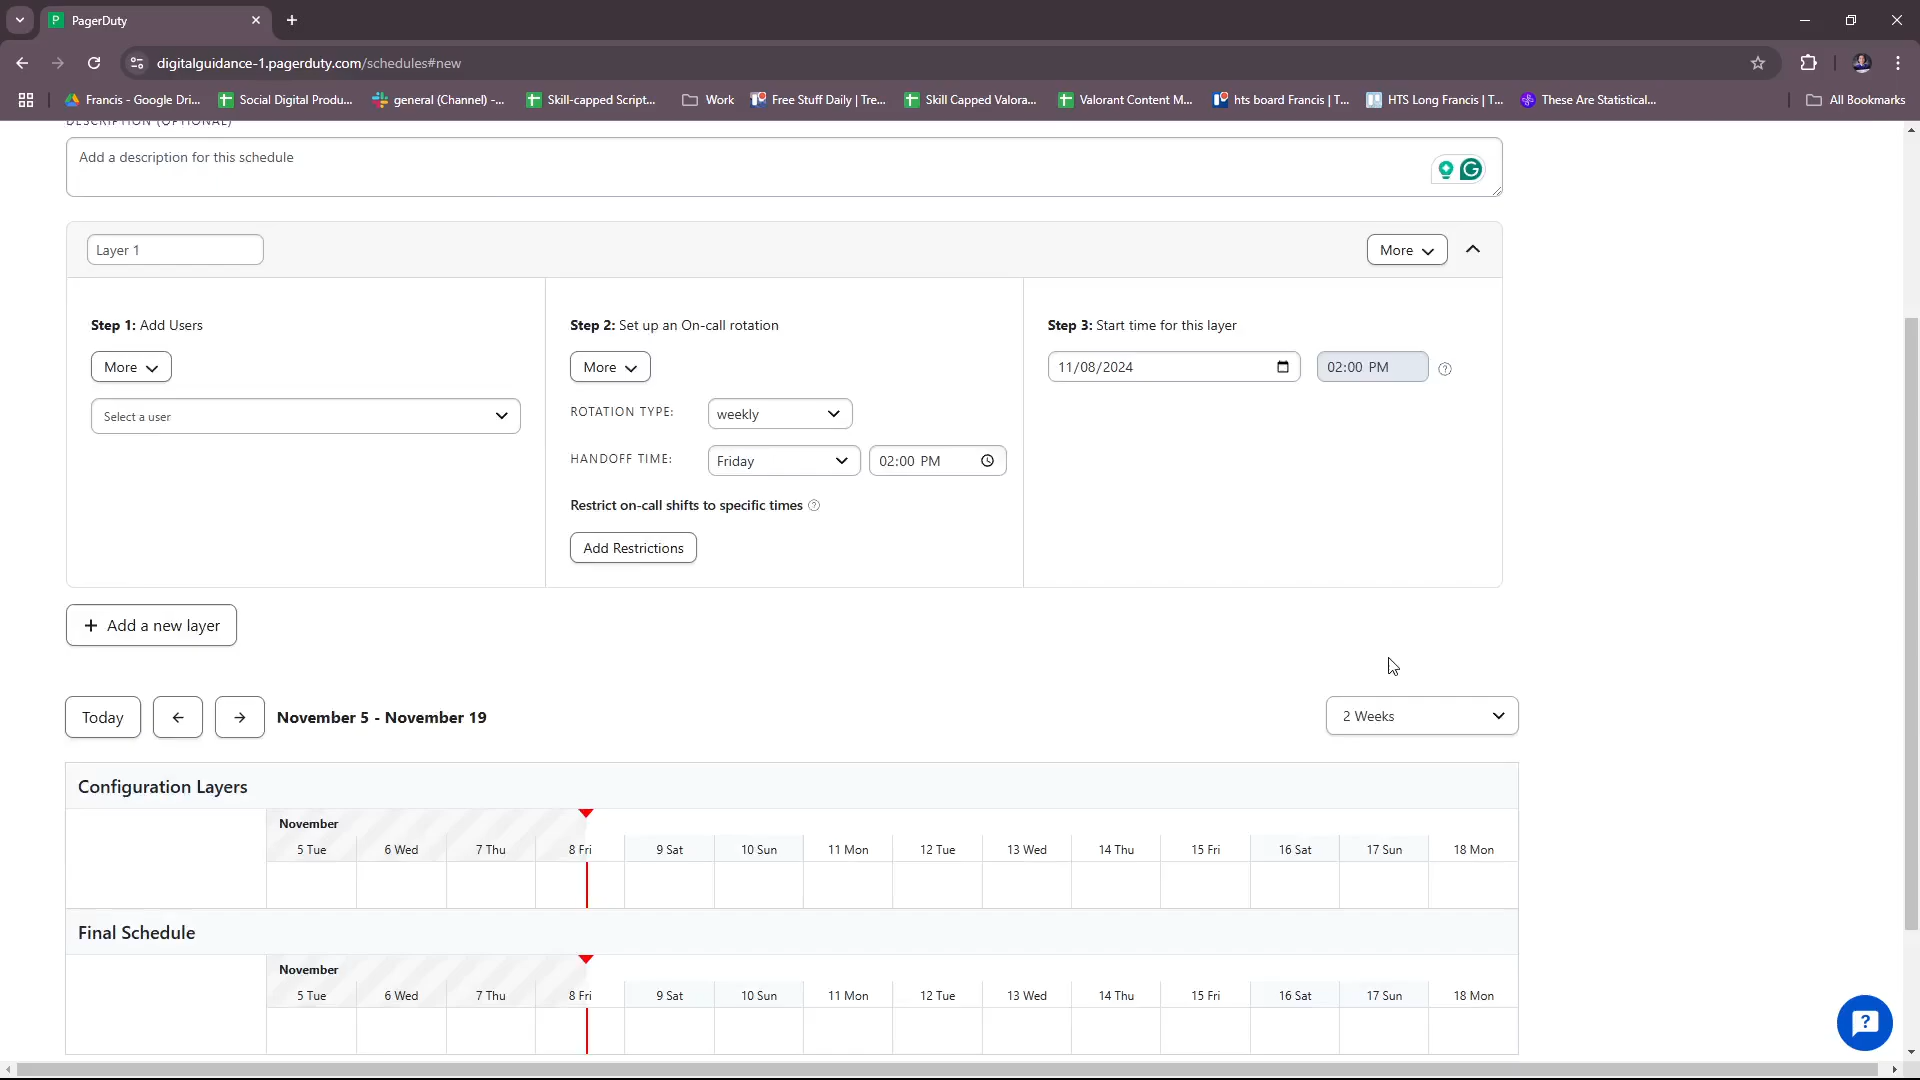 PagerDuty
digitalguidance-1.pagerduty.com/schedules#new
Francis - Google Dri...
Social Digital Produ...
general (Channel) -...
Skill-capped Script...
Work
Free Stuff Daily | Tre...
Skill Capped Valora...
Valorant Content M...
hts board Francis | T...
HTS Long Francis | T...
These Are Statistical...
All Bookmarks
DESCRIPTION (OPTIONAL)
Add a description for this schedule
Layer 1
More
Step 1: Add Users
More
Select a user
Step 2: Set up an On-call rotation
More
ROTATION TYPE: weekly
HANDOFF TIME: Friday 02:00 PM
Restrict on-call shifts to specific times
Add Restrictions
Step 3: Start time for this layer
11/08/2024 02:00 PM
+ Add a new layer
Today ← → November 5 - November 19
2 Weeks
Configuration Layers
November
5 Tue 6 Wed 7 Thu 8 Fri 9 Sat 10 Sun 11 Mon 12 Tue 13 Wed 14 Thu 15 Fri 16 Sat 17 Sun 18 Mon
Final Schedule
November
5 Tue 6 Wed 7 Thu 8 Fri 9 Sat 10 Sun 11 Mon 12 Tue 13 Wed 14 Thu 15 Fri 16 Sat 17 Sun 18 Mon